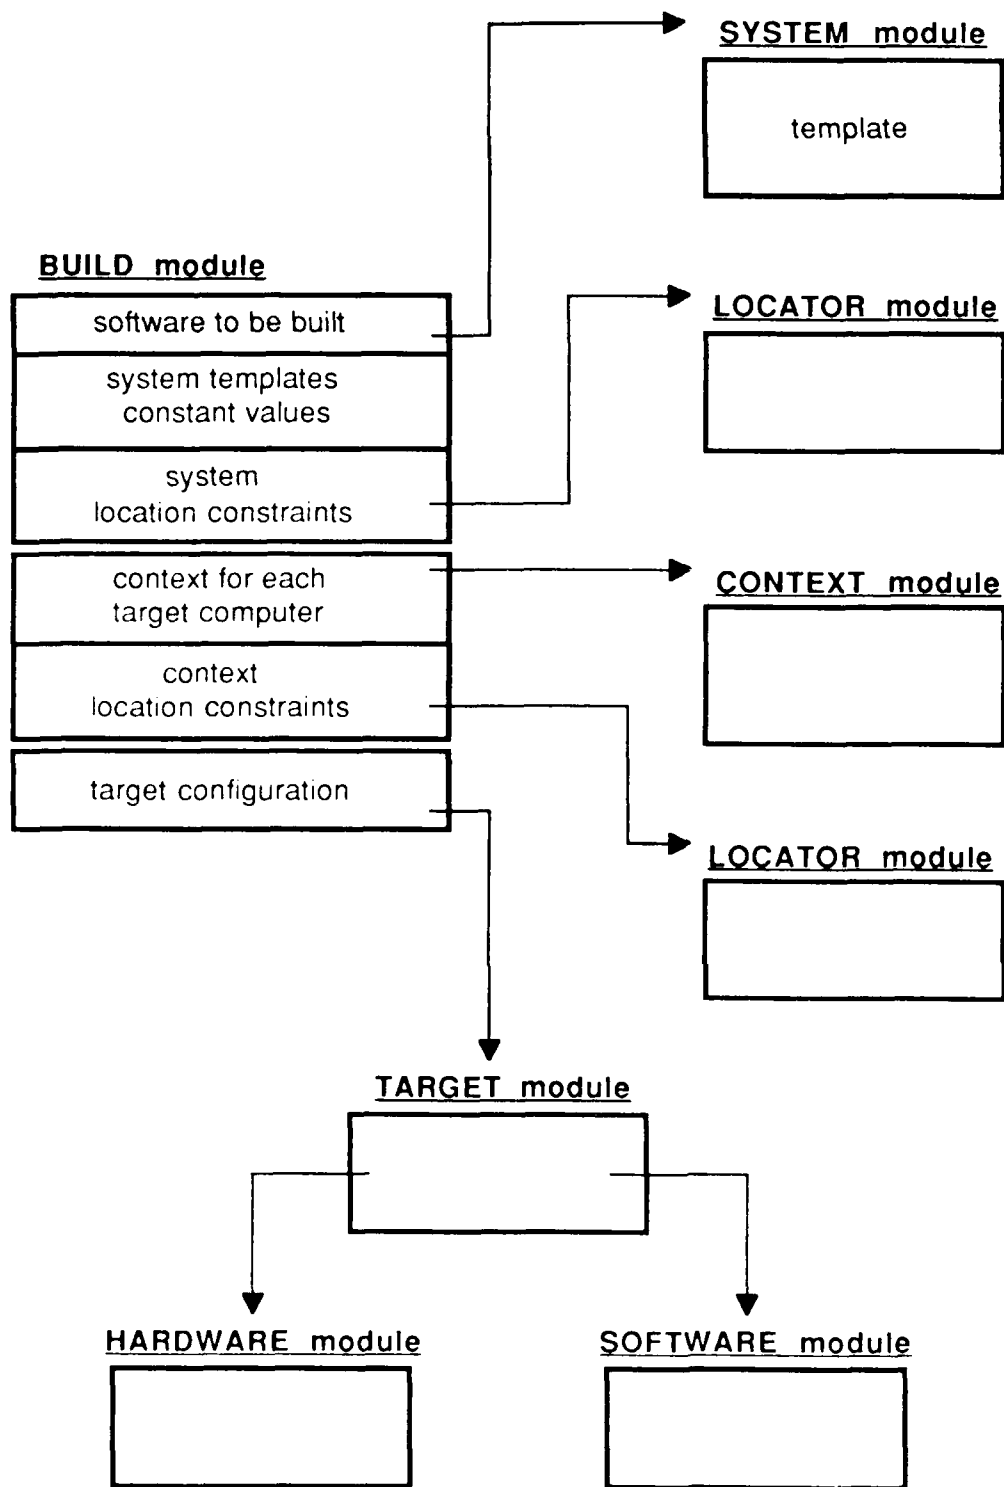 SYSTEM module
template
BUILD module
software to be built
system templates
constant values
system
location constraints
context for each
target computer
context
location constraints
target configuration
LOCATOR module
CONTEXT module
LOCATOR module
TARGET module
HARDWARE module
SOFTWARE module